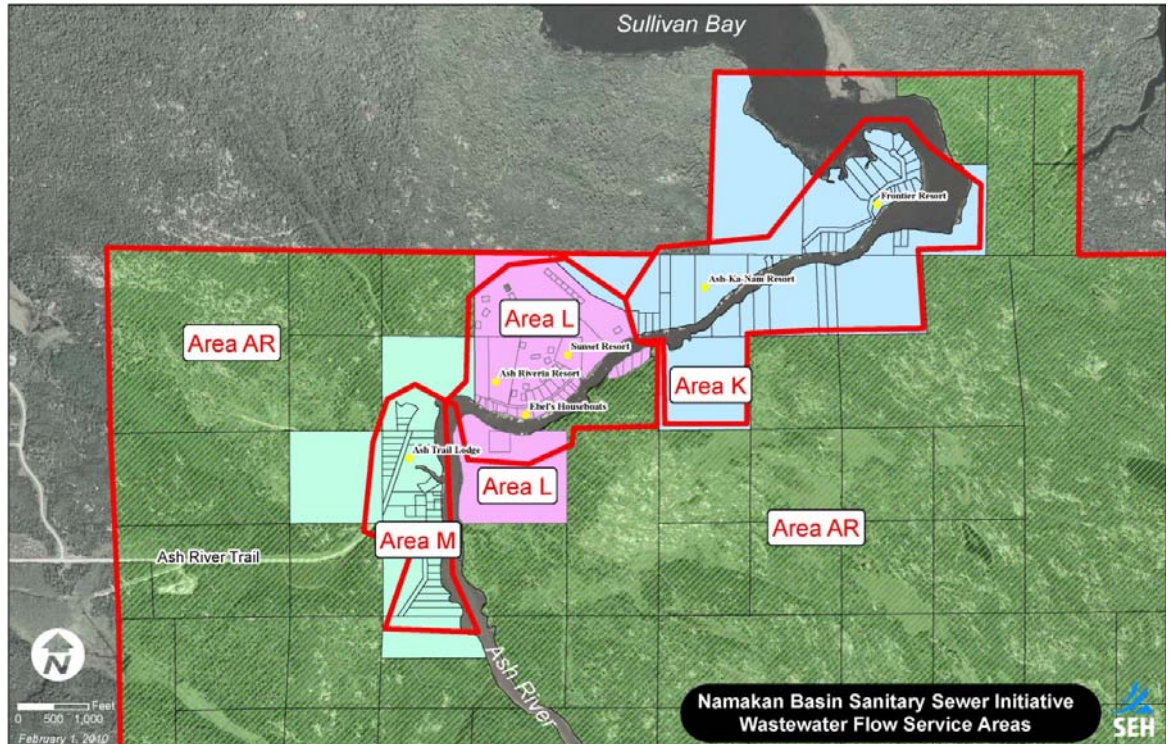 Sullivan Bay
Frontier Resort
Ash-Ka-Nam Resort
Area L
Area AR
Sunset Resort
Ash Riveria Resort
Area K
Ebel's Houseboats
Ash Trail Lodge
Area L
Area AR
Area M
Ash River Trail
Ash River
N
Feet
0 500 1,000
February 1, 2010
Namakan Basin Sanitary Sewer Initiative
Wastewater Flow Service Areas
SEH